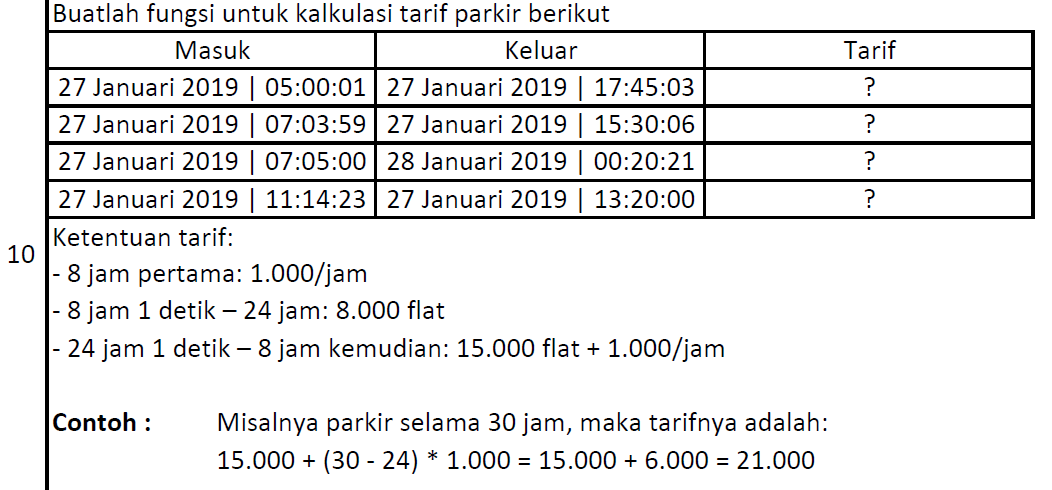 Buatlah fungsi untuk kalkulasi tarif parkir berikut
Masuk Keluar Tarif
27 Januari 2019 | 05:00:01 27 Januari 2019 | 17:45:03 ?
27 Januari 2019 | 07:03:59 27 Januari 2019 | 15:30:06 ?
27 Januari 2019 | 07:05:00 28 Januari 2019 | 00:20:21 ?
27 Januari 2019 | 11:14:23 27 Januari 2019 | 13:20:00 ?
10
Ketentuan tarif:
- 8 jam pertama: 1.000/jam
- 8 jam 1 detik – 24 jam: 8.000 flat
- 24 jam 1 detik – 8 jam kemudian: 15.000 flat + 1.000/jam
Contoh : Misalnya parkir selama 30 jam, maka tarifnya adalah:
15.000 + (30 - 24) * 1.000 = 15.000 + 6.000 = 21.000